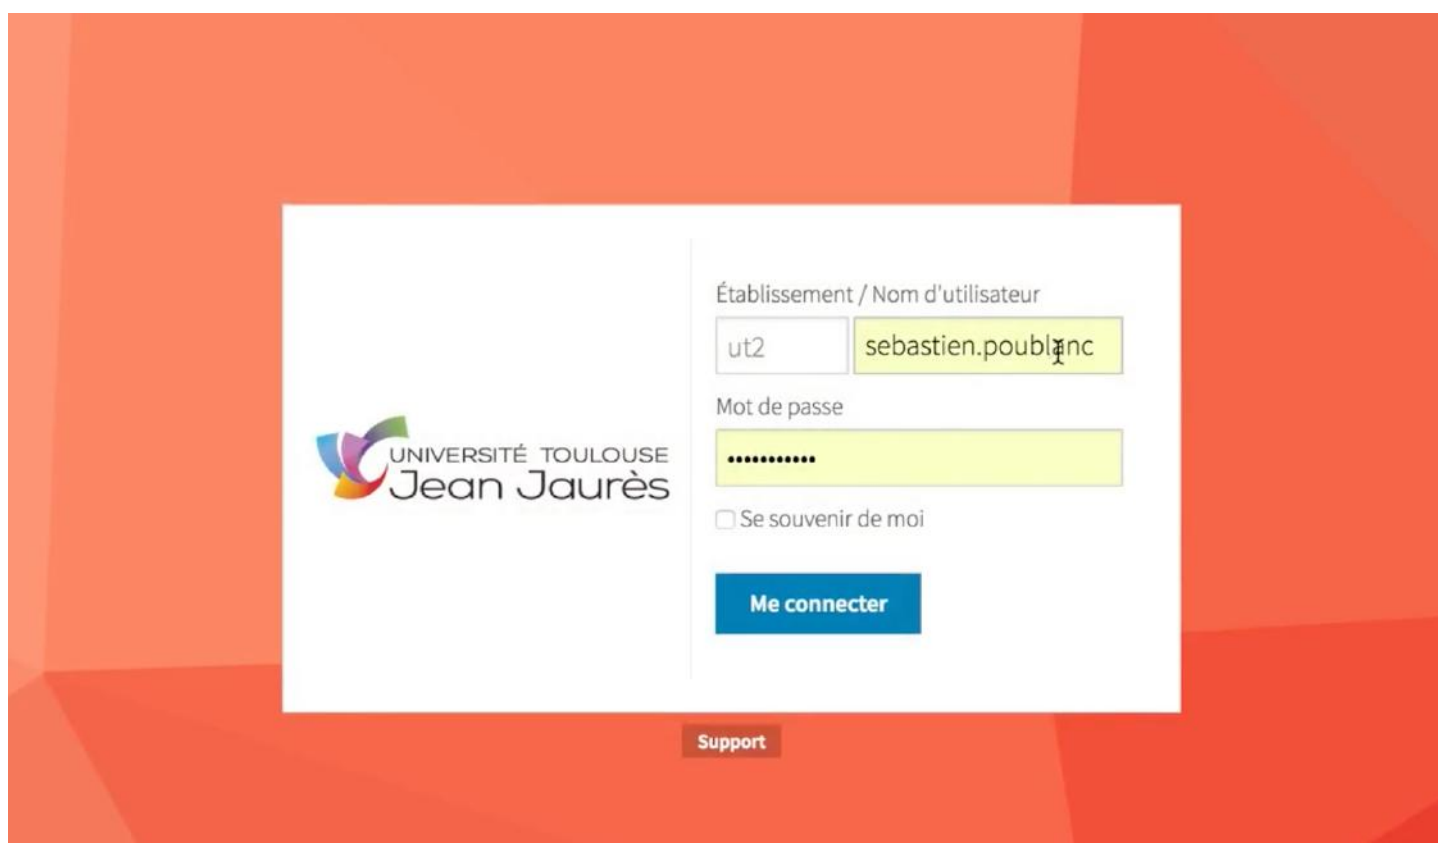 Établissement / Nom d'utilisateur
ut2 sebastien.poublanc
Mot de passe
•••••••••••
UNIVERSITÉ TOULOUSE
Jean Jaurès
Se souvenir de moi
Me connecter
Support